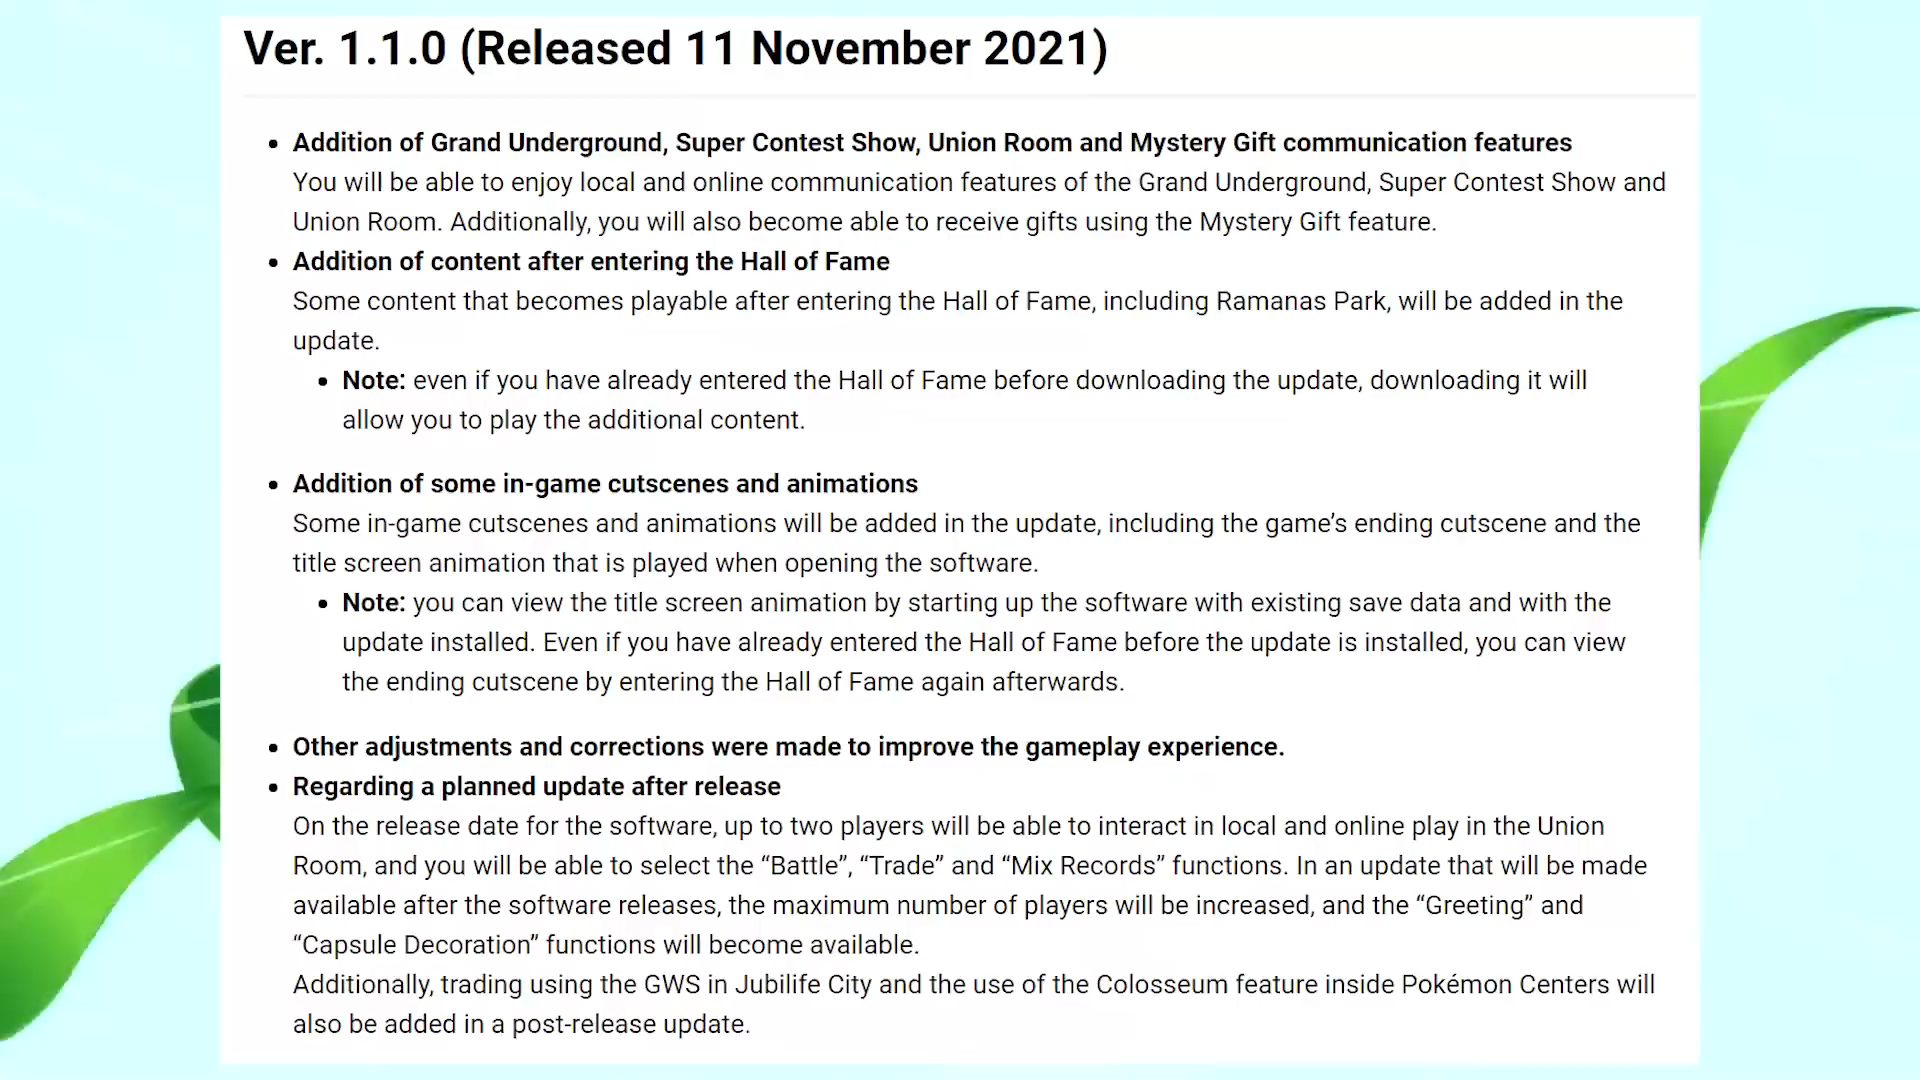 Ver. 1.1.0 (Released 11 November 2021)
• Addition of Grand Underground, Super Contest Show, Union Room and Mystery Gift communication features
You will be able to enjoy local and online communication features of the Grand Underground, Super Contest Show and
Union Room. Additionally, you will also become able to receive gifts using the Mystery Gift feature.
• Addition of content after entering the Hall of Fame
Some content that becomes playable after entering the Hall of Fame, including Ramanas Park, will be added in the
update.
• Note: even if you have already entered the Hall of Fame before downloading the update, downloading it will
allow you to play the additional content.
• Addition of some in-game cutscenes and animations
Some in-game cutscenes and animations will be added in the update, including the game’s ending cutscene and the
title screen animation that is played when opening the software.
• Note: you can view the title screen animation by starting up the software with existing save data and with the
update installed. Even if you have already entered the Hall of Fame before the update is installed, you can view
the ending cutscene by entering the Hall of Fame again afterwards.
• Other adjustments and corrections were made to improve the gameplay experience.
• Regarding a planned update after release
On the release date for the software, up to two players will be able to interact in local and online play in the Union
Room, and you will be able to select the “Battle”, “Trade” and “Mix Records” functions. In an update that will be made
available after the software releases, the maximum number of players will be increased, and the “Greeting” and
“Capsule Decoration” functions will become available.
Additionally, trading using the GWS in Jubilife City and the use of the Colosseum feature inside Pokémon Centers will
also be added in a post-release update.